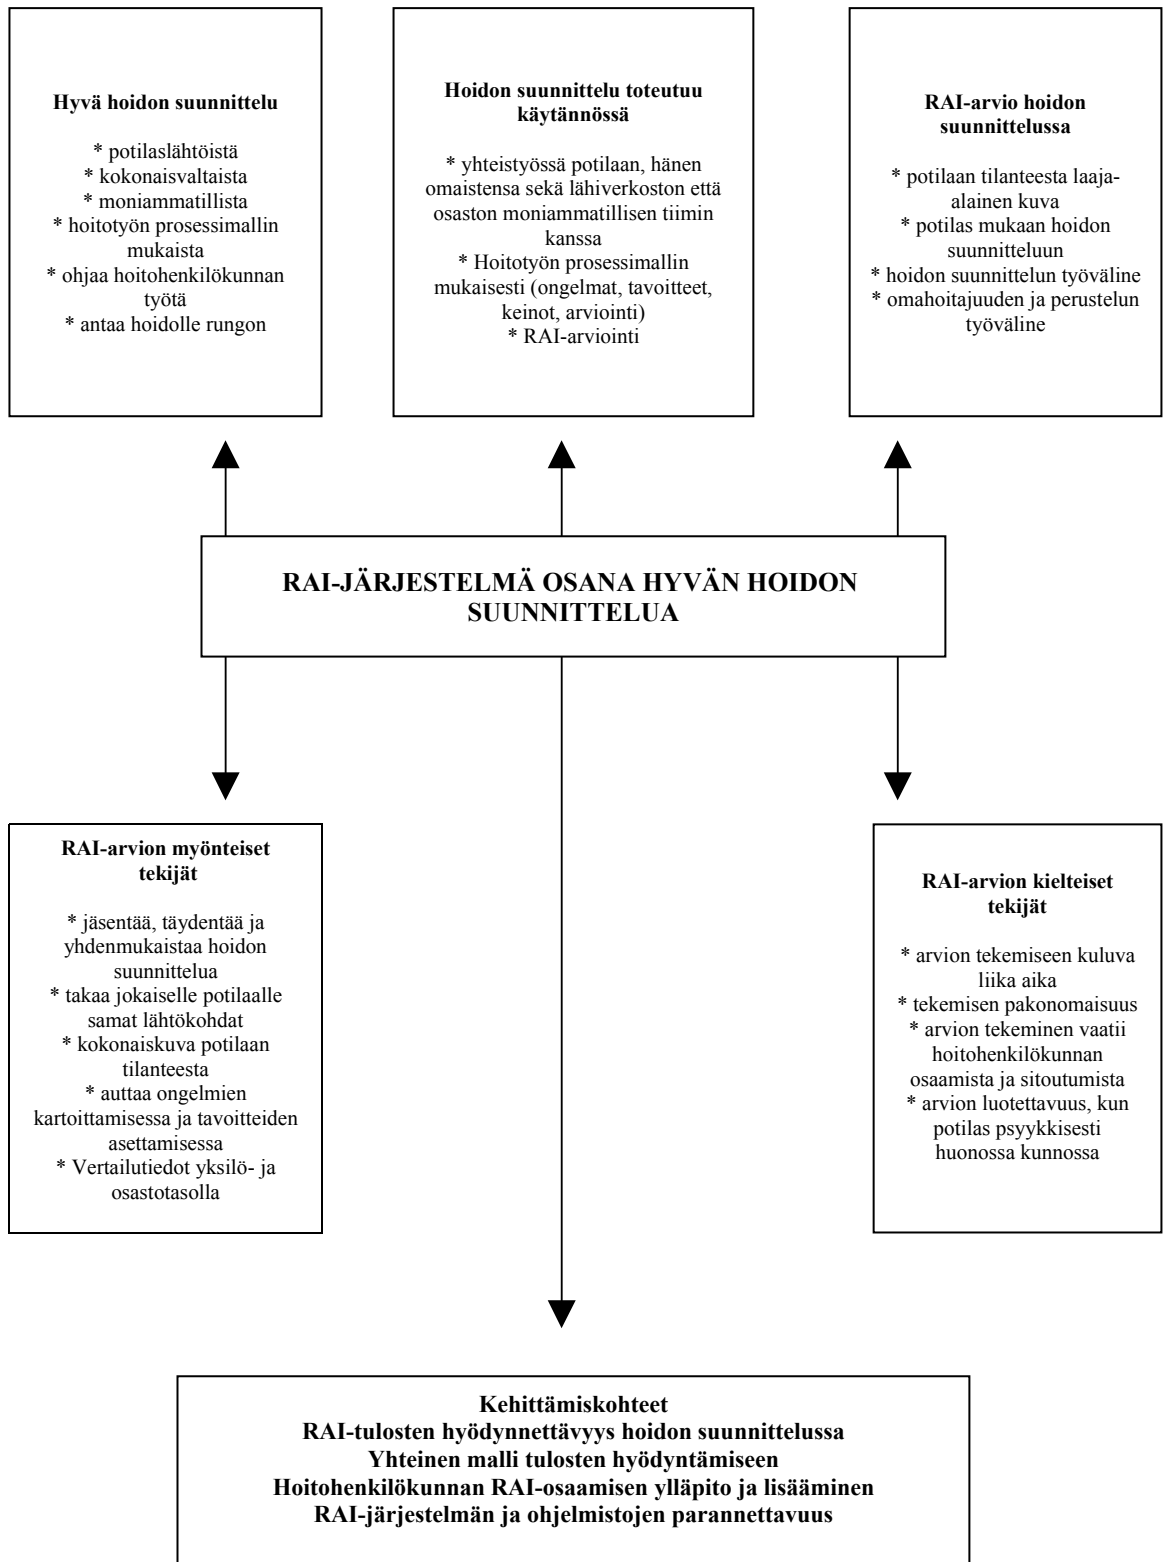 Hyvä hoidon suunnittelu
* potilaslähtöistä
* kokonaisvaltaista
* moniammatillista
* hoitotyön prosessimallin
mukaista
* ohjaa hoitohenkilökunnan
työtä
* antaa hoidolle rungon
Hoidon suunnittelu toteutuu
käytännössä
* yhteistyössä potilaan, hänen
omaistensa sekä lähiverkoston että
osaston moniammatillisen tiimin
kanssa
* Hoitotyön prosessimallin
mukaisesti (ongelmat, tavoitteet,
keinot, arviointi)
* RAI-arviointi
RAI-arvio hoidon
suunnittelussa
* potilaan tilanteesta laaja-
alainen kuva
* potilas mukaan hoidon
suunnitteluun
* hoidon suunnittelun työväline
* omahoitajuuden ja perustelun
työväline
RAI-JÄRJESTELMÄ OSANA HYVÄN HOIDON
SUUNNITTELUA
RAI-arvion myönteiset
tekijät
* jäsentää, täydentää ja
yhdenmukaistaa hoidon
suunnittelua
* takaa jokaiselle potilaalle
samat lähtökohdat
* kokonaiskuva potilaan
tilanteesta
* auttaa ongelmien
kartoittamisessa ja tavoitteiden
asettamisessa
* Vertailutiedot yksilö- ja
osastotasolla
RAI-arvion kielteiset
tekijät
* arvion tekemiseen kuluva
liika aika
* tekemisen pakonomaisuus
* arvion tekeminen vaatii
hoitohenkilökunnan
osaamista ja sitoutumista
* arvion luotettavuus, kun
potilas psyykkisesti
huonossa kunnossa
Kehittämiskohteet
RAI-tulosten hyödynnettävyys hoidon suunnittelussa
Yhteinen malli tulosten hyödyntämiseen
Hoitohenkilökunnan RAI-osaamisen ylläpito ja lisääminen
RAI-järjestelmän ja ohjelmistojen parannettavuus